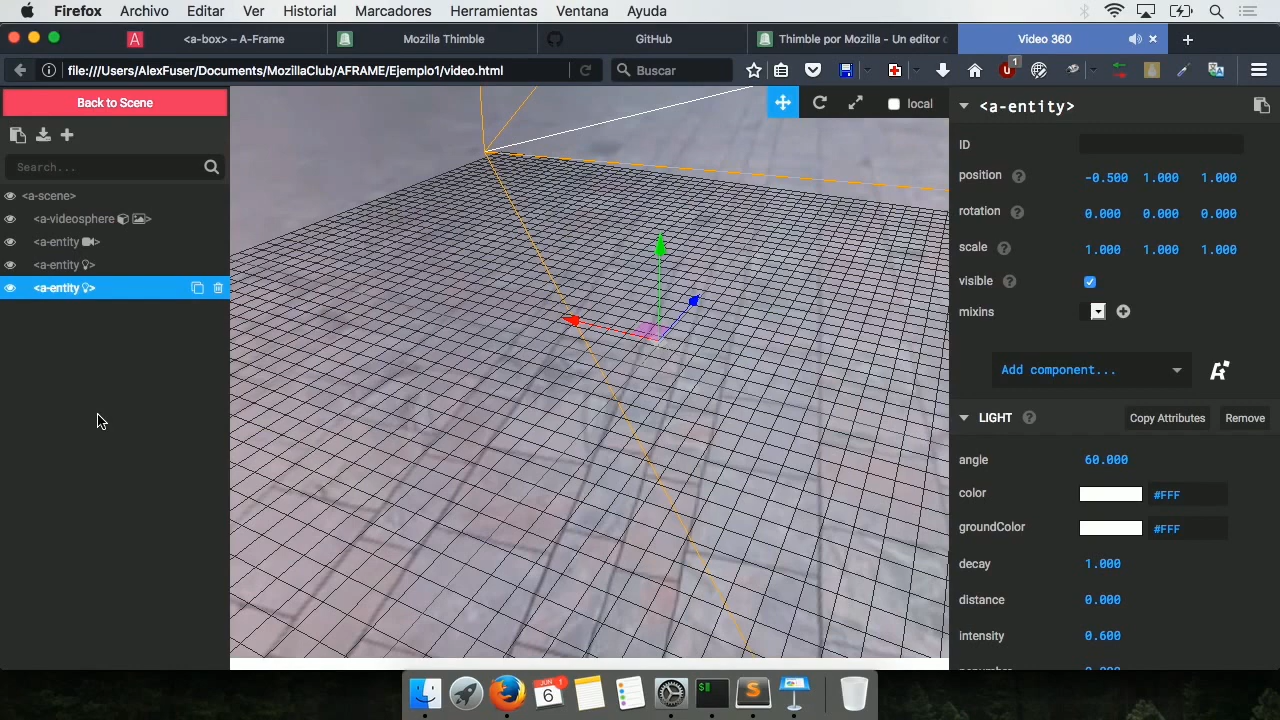 Firefox Archivo Editar Ver Historial Marcadores Herramientas Ventana Ayuda
A <a-box> – A-Frame Mozilla Thimble GitHub Thimble por Mozilla - Un editor Video 360
file:///Users/AlexFuser/Documents/MozillaClub/AFRAME/Ejemplo1/video.html Buscar 1
Back to Scene
local
<a-entity>
Search...
ID
<a-scene>
position -0.500 1.000 1.000
<a-videosphere >
rotation 0.000 0.000 0.000
<a-entity >
scale 1.000 1.000 1.000
<a-entity >
<a-entity >
visible
mixins
Add component...
LIGHT Copy Attributes Remove
angle 60.000
color #FFF
groundColor #FFF
decay 1.000
distance 0.000
intensity 0.600
JUN 1
6
$
S